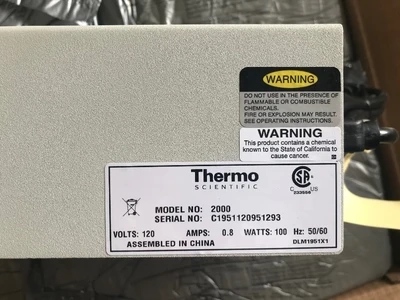 WARNING
DO NOT USE IN THE PRESENCE OF
FLAMMABLE OR COMBUSTIBLE
CHEMICALS.
FIRE OR EXPLOSION MAY RESULT
SEE OPERATING INSTRUCTIONS.
WARNING
This product contains a chemical
known to the State of California to
cause cancer.
Thermo
SCIENTIFIC
C US
MODEL NO: 2000
SERIAL NO: C1951120951293
VOLTS: 120 AMPS: 0.8 WATTS: 100 Hz: 50/60
ASSEMBLED IN CHINA
DLM1951X1